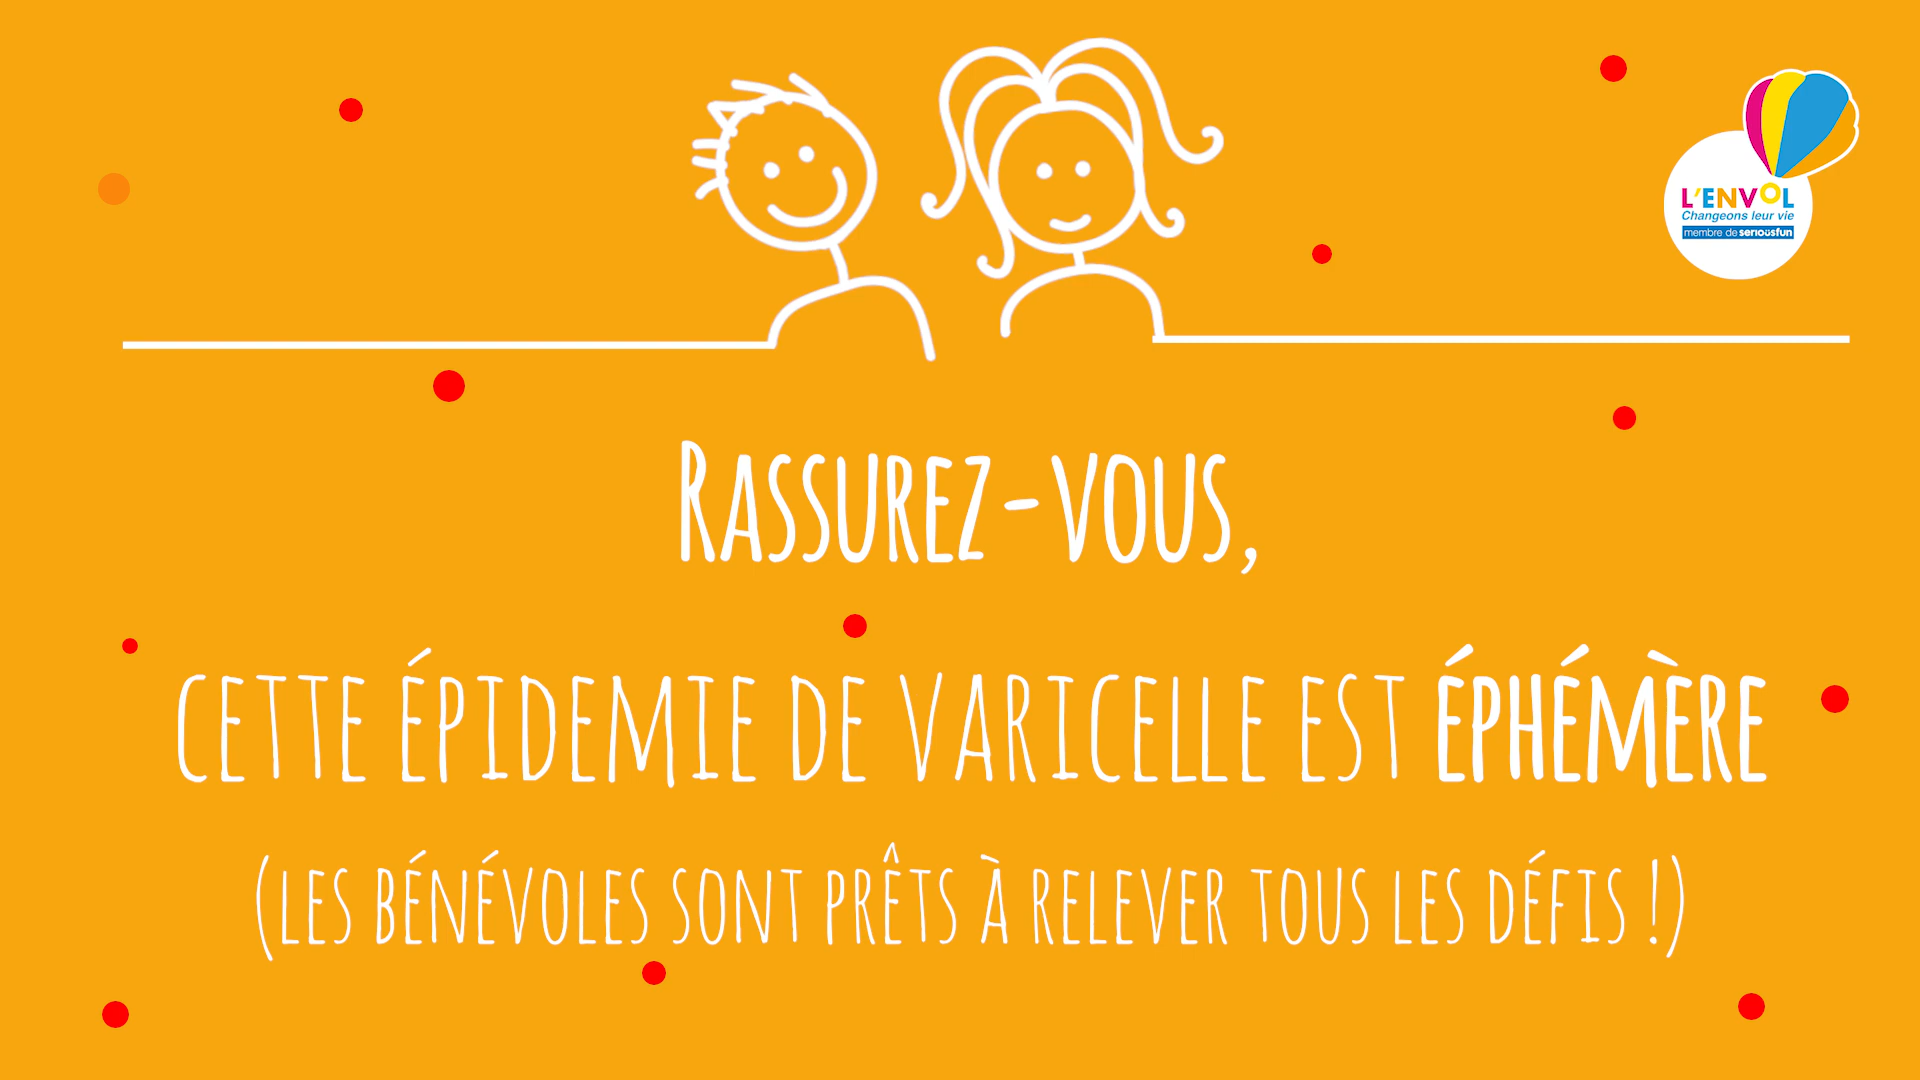 L'ENVOL
Changeons leur vie
membre de seriousfun
RASSUREZ-VOUS,
CETTE ÉPIDEMIE DE VARICELLE EST ÉPHÉMÈRE
(LES BÉNÉVOLES SONT PRÊTS À RELEVER TOUS LES DÉFIS !)